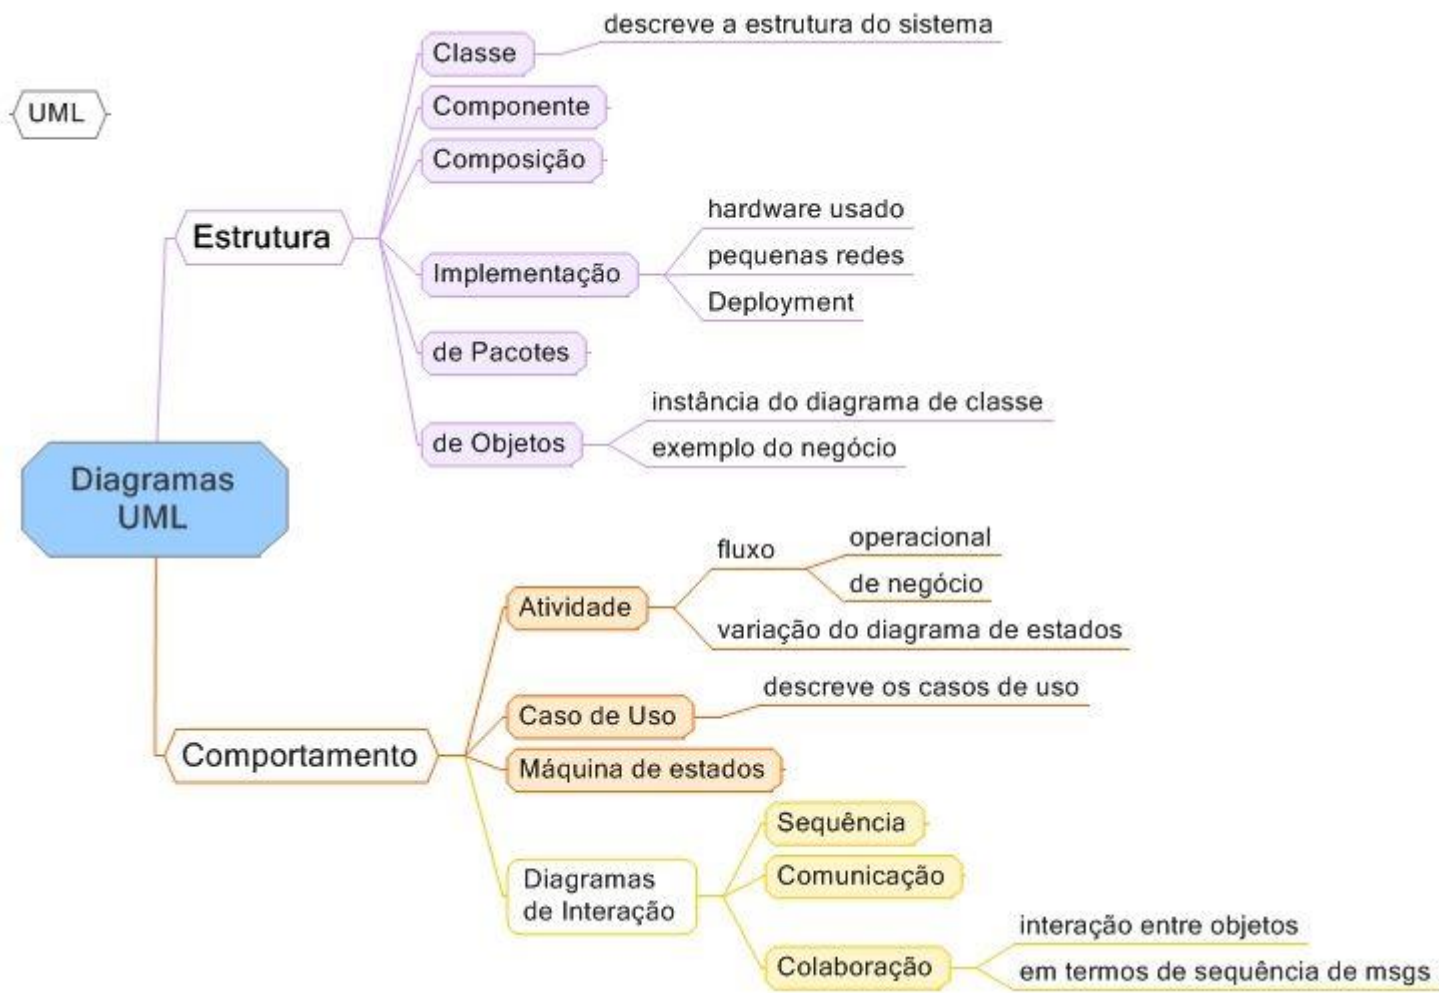 UML
Diagramas
UML
Estrutura
Classe
descreve a estrutura do sistema
Componente
Composição
Implementação
hardware usado
pequenas redes
Deployment
de Pacotes
de Objetos
instância do diagrama de classe
exemplo do negócio
Comportamento
Atividade
fluxo
operacional
de negócio
variação do diagrama de estados
Caso de Uso
descreve os casos de uso
Máquina de estados
Diagramas
de Interação
Sequência
Comunicação
Colaboração
interação entre objetos
em termos de sequência de msgs